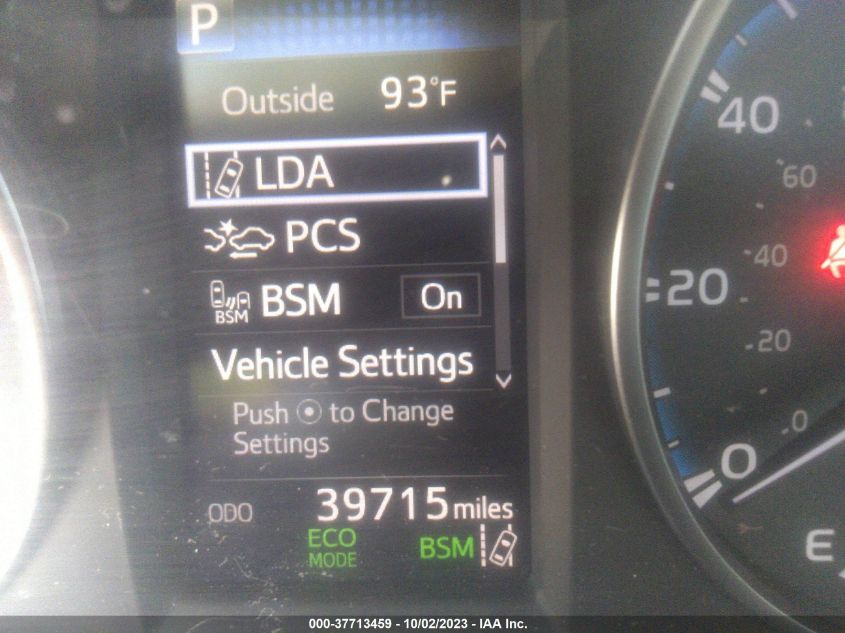 P
Outside 93°F
LDA
PCS
BSM BSM On
Vehicle Settings
Push to Change
Settings
ODO 39715 miles
ECO
MODE
BSM
40
60
40
20
20
0
0
E
000-37713459 - 10/02/2023 - IAA Inc.